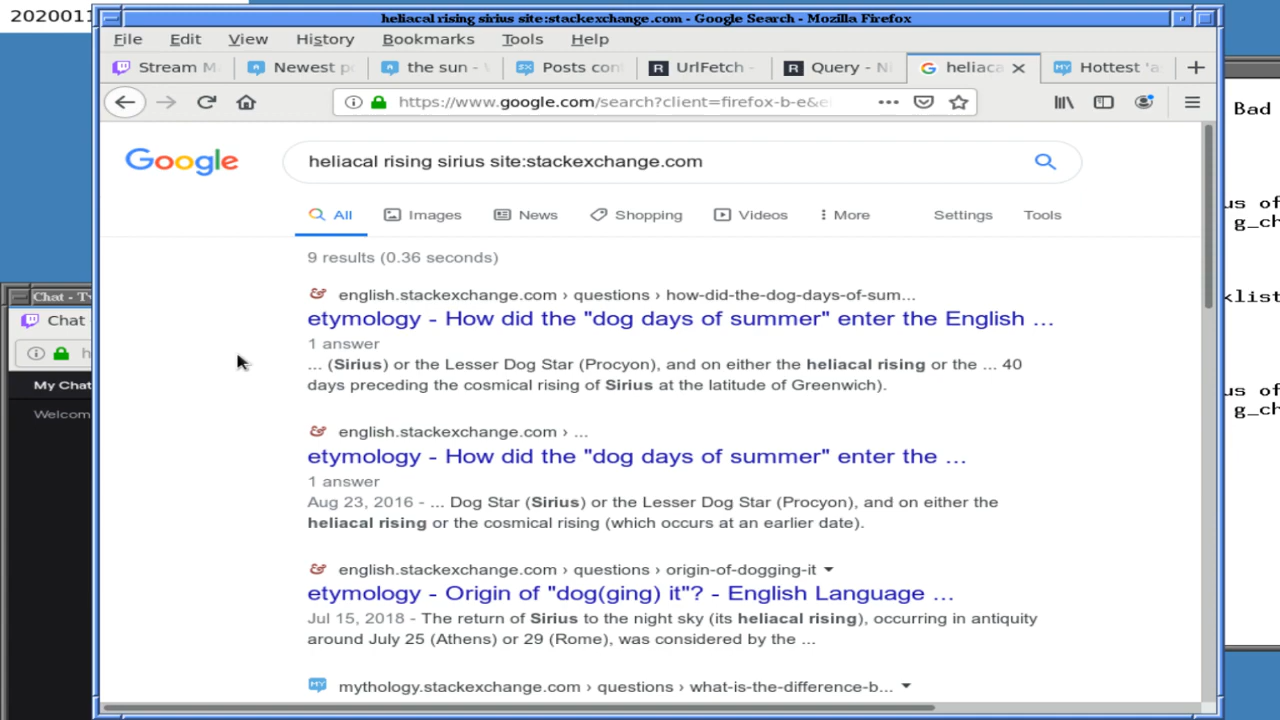 2020011
heliacal rising sirius site:stackexchange.com - Google Search - Mozilla Firefox
File Edit View History Bookmarks Tools Help
Stream M Newest p the sun - Posts con UrlFetch - Query - N heliaca Hottest 'a
https://www.google.com/search?client=firefox-b-e&e
Bad
Google heliacal rising sirius site:stackexchange.com
All Images News Shopping Videos More Settings Tools
us of
g_ch
9 results (0.36 seconds)
Chat - Tw
english.stackexchange.com › questions › how-did-the-dog-days-of-sum...
klist
Chat
etymology - How did the "dog days of summer" enter the English ...
1 answer
... (Sirius) or the Lesser Dog Star (Procyon), and on either the heliacal rising or the ... 40
days preceding the cosmical rising of Sirius at the latitude of Greenwich).
My Chat
us of
Welcom
g_ch
english.stackexchange.com › ...
etymology - How did the "dog days of summer" enter the ...
1 answer
Aug 23, 2016 - ... Dog Star (Sirius) or the Lesser Dog Star (Procyon), and on either the
heliacal rising or the cosmical rising (which occurs at an earlier date).
english.stackexchange.com › questions › origin-of-dogging-it
etymology - Origin of "dog(ging) it"? - English Language ...
Jul 15, 2018 - The return of Sirius to the night sky (its heliacal rising), occurring in antiquity
around July 25 (Athens) or 29 (Rome), was considered by the ...
mythology.stackexchange.com › questions › what-is-the-difference-b...